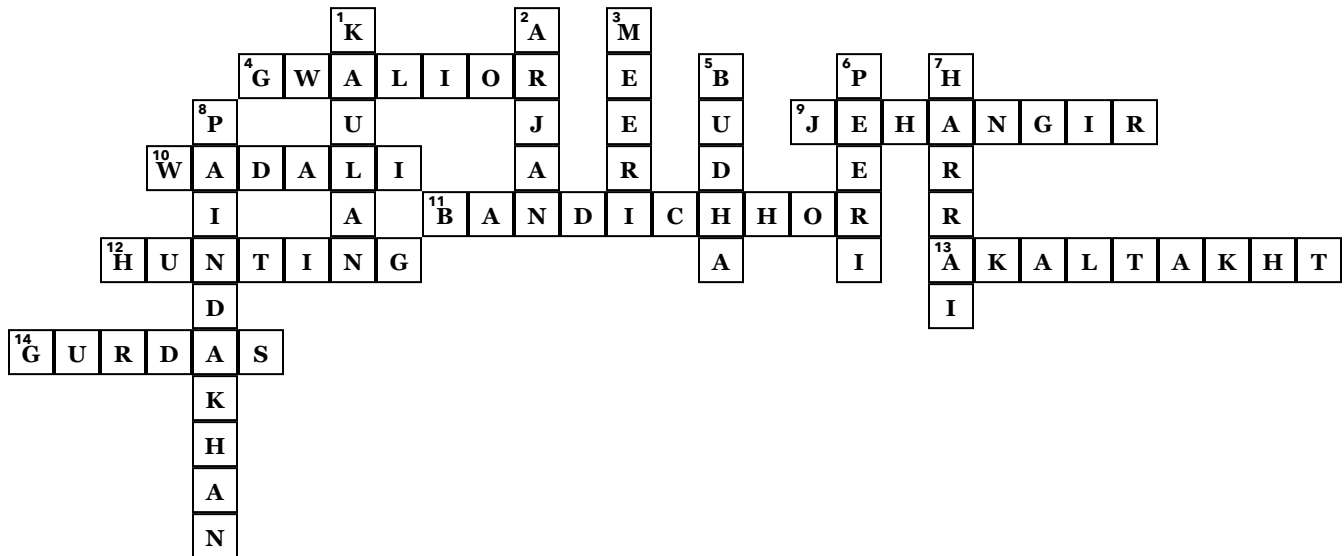 1 K 2 A 3 M
4 G W A L I O R E 5 B 6 P 7 H
8 P U J E U 9 J E H A N G I R
10 W A D A L I A R D E R
I A 11 B A N D I C H H O R R
12 H U N T I N G A I 13 A K A L T A K H T
D I
14 G U R D A S
K
H
A
N